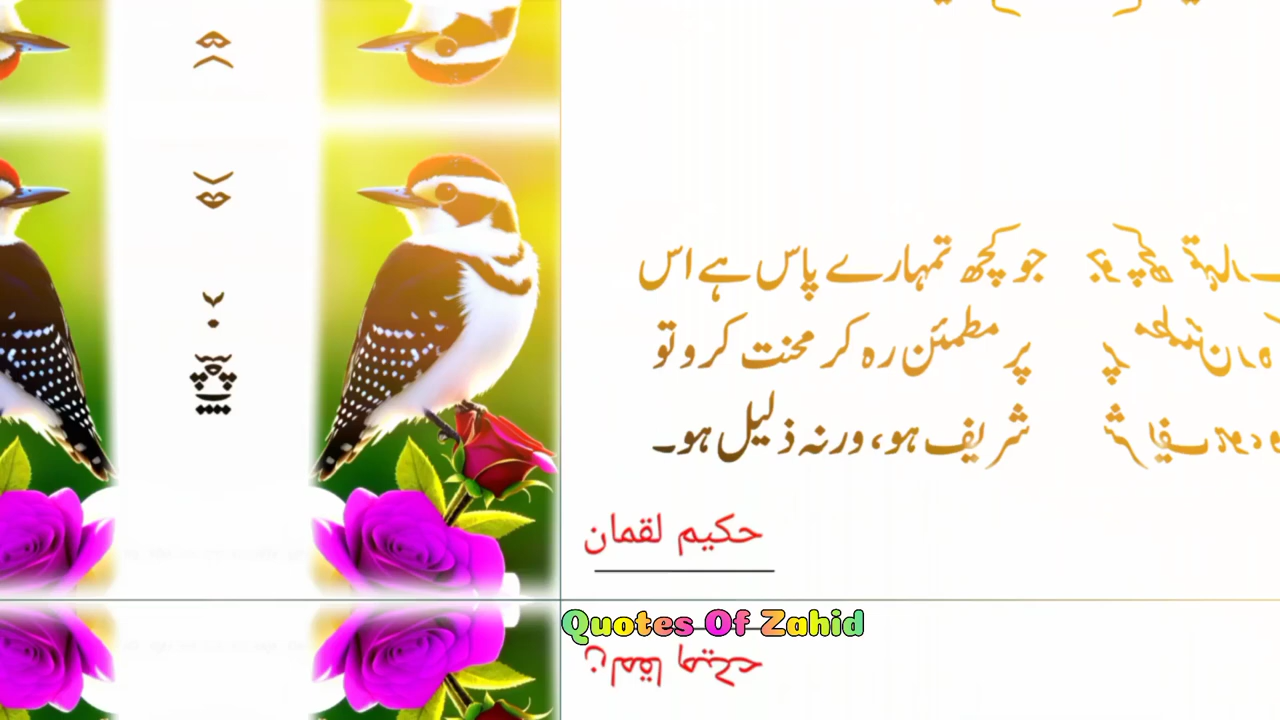 جو کچھ تمہارے پاس ہے اس
پر مطمئن رہ کر محنت کرو تو
شریف ہو، ورنہ ذلیل ہو۔
حکیم لقمان
Quotes Of Zahid